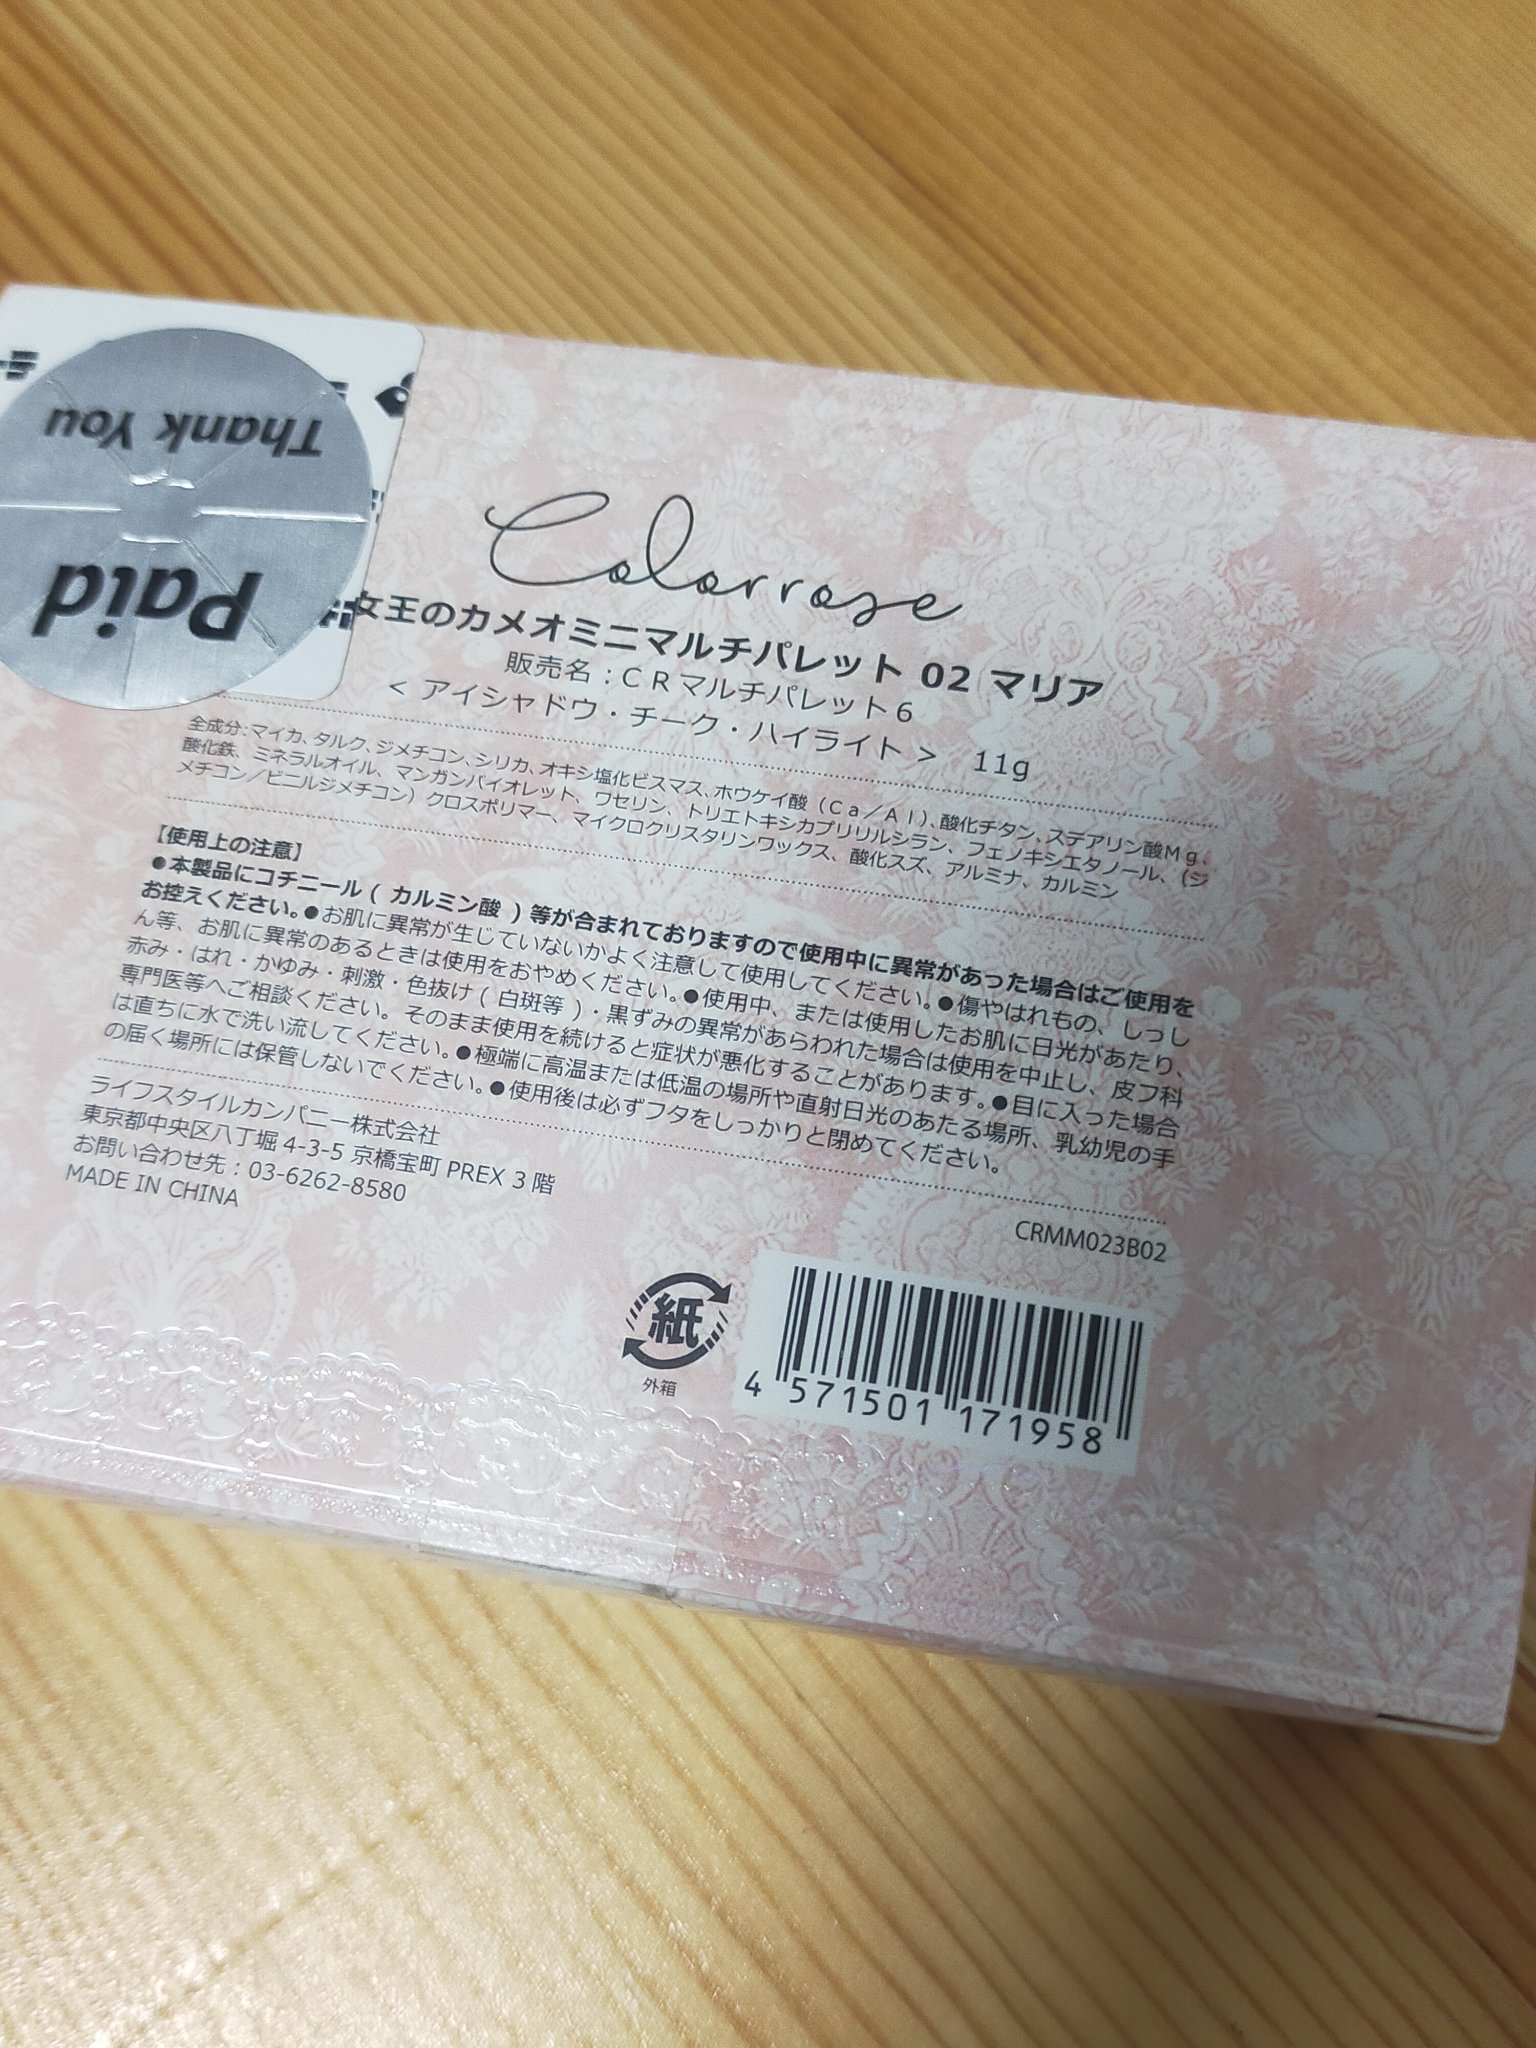 Thank You
Paid
Colorrose
女王のカメオミニマルチパレット 02 マリア
販売名：ＣＲマルチパレット６
< アイシャドウ・チーク・ハイライト > 11g
全成分：マイカ、タルク、ジメチコン、シリカ、オキシ塩化ビスマス、ホウケイ酸（Ｃａ／Ａｌ）、酸化チタン、ステアリン酸Ｍｇ、
酸化鉄、ミネラルオイル、マンガンバイオレット、ワセリン、トリエトキシカプリリルシラン、フェノキシエタノール、（ジ
メチコン／ビニルジメチコン）クロスポリマー、マイクロクリスタリンワックス、酸化スズ、アルミナ、カルミン
【使用上の注意】
●本製品にコチニール( カルミン酸 ) 等が含まれておりますので使用中に異常があった場合はご使用を
お控えください。●お肌に異常が生じていないかよく注意して使用してください。●傷やはれもの、しっし
ん等、お肌に異常のあるときは使用をおやめください。●使用中、または使用したお肌に日光があたり、
赤み・はれ・かゆみ・刺激・色抜け( 白斑等 )・黒ずみの異常があらわれた場合は使用を中止し、皮フ科
専門医等へご相談ください。そのまま使用を続けると症状が悪化することがあります。●目に入った場合
は直ちに水で洗い流してください。●極端に高温または低温の場所や直射日光のあたる場所、乳幼児の手
の届く場所には保管しないでください。●使用後は必ずフタをしっかりと閉めてください。
ライフスタイルカンパニー株式会社
東京都中央区八丁堀 4-3-5 京橋宝町 PREX 3 階
お問い合わせ先：03-6262-8580
MADE IN CHINA
CRMM023B02
紙
外箱
4 571501 171958